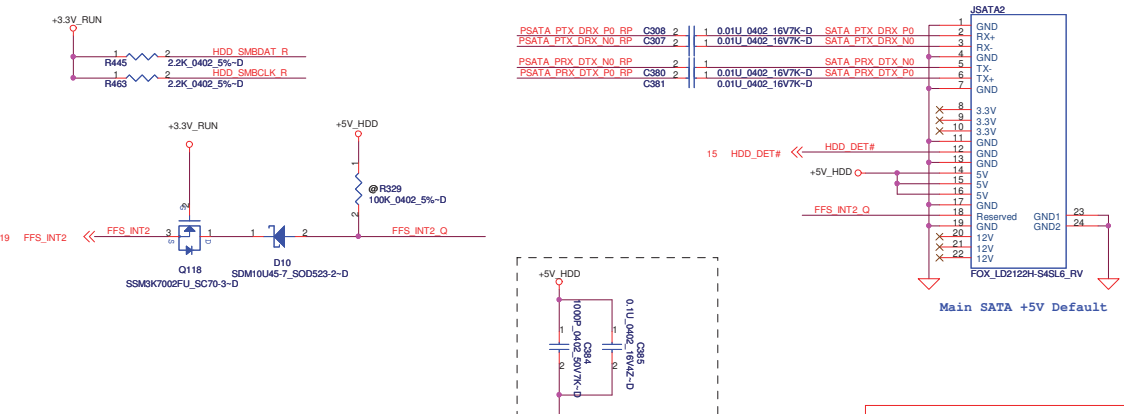 +3.3V_RUN
1
2
HDD_SMBDAT_R
R445
2.2K_0402_5%~D
1
2
HDD_SMBCLK_R
R463
2.2K_0402_5%~D
PSATA_PTX_DRX_P0_RP
C308
2
1
0.01U_0402_16V7K~D
SATA_PTX_DRX_P0
PSATA_PTX_DRX_N0_RP
C307
2
1
0.01U_0402_16V7K~D
SATA_PTX_DRX_N0
PSATA_PRX_DTX_N0_RP
2
1
SATA_PRX_DTX_N0
PSATA_PRX_DTX_P0_RP
C380
2
1
0.01U_0402_16V7K~D
SATA_PRX_DTX_P0
C381
0.01U_0402_16V7K~D
JSATA2
1 GND
2 RX+
3 RX-
4 GND
5 TX-
6 TX+
7 GND
8 3.3V
9 3.3V
10 3.3V
11 GND
12 GND
13 GND
14 5V
15 5V
16 5V
17 GND
18 Reserved
19 GND
20 12V
21 12V
22 12V
GND1 23
GND2 24
FOX_LD2122H-S4SL6_RV
Main SATA +5V Default
15 HDD_DET#
HDD_DET#
+5V_HDD
FFS_INT2_Q
+3.3V_RUN
+5V_HDD
1
@R329
100K_0402_5%~D
2
19 FFS_INT2
FFS_INT2
3
S
G
2
D
1
Q118
SSM3K7002FU_SC70-3~D
1
2
D10
SDM10U45-7_SOD523-2~D
FFS_INT2_Q
+5V_HDD
1
2
C384
1000P_0402_50V7K~D
1
2
C385
0.1U_0402_16V4Z~D